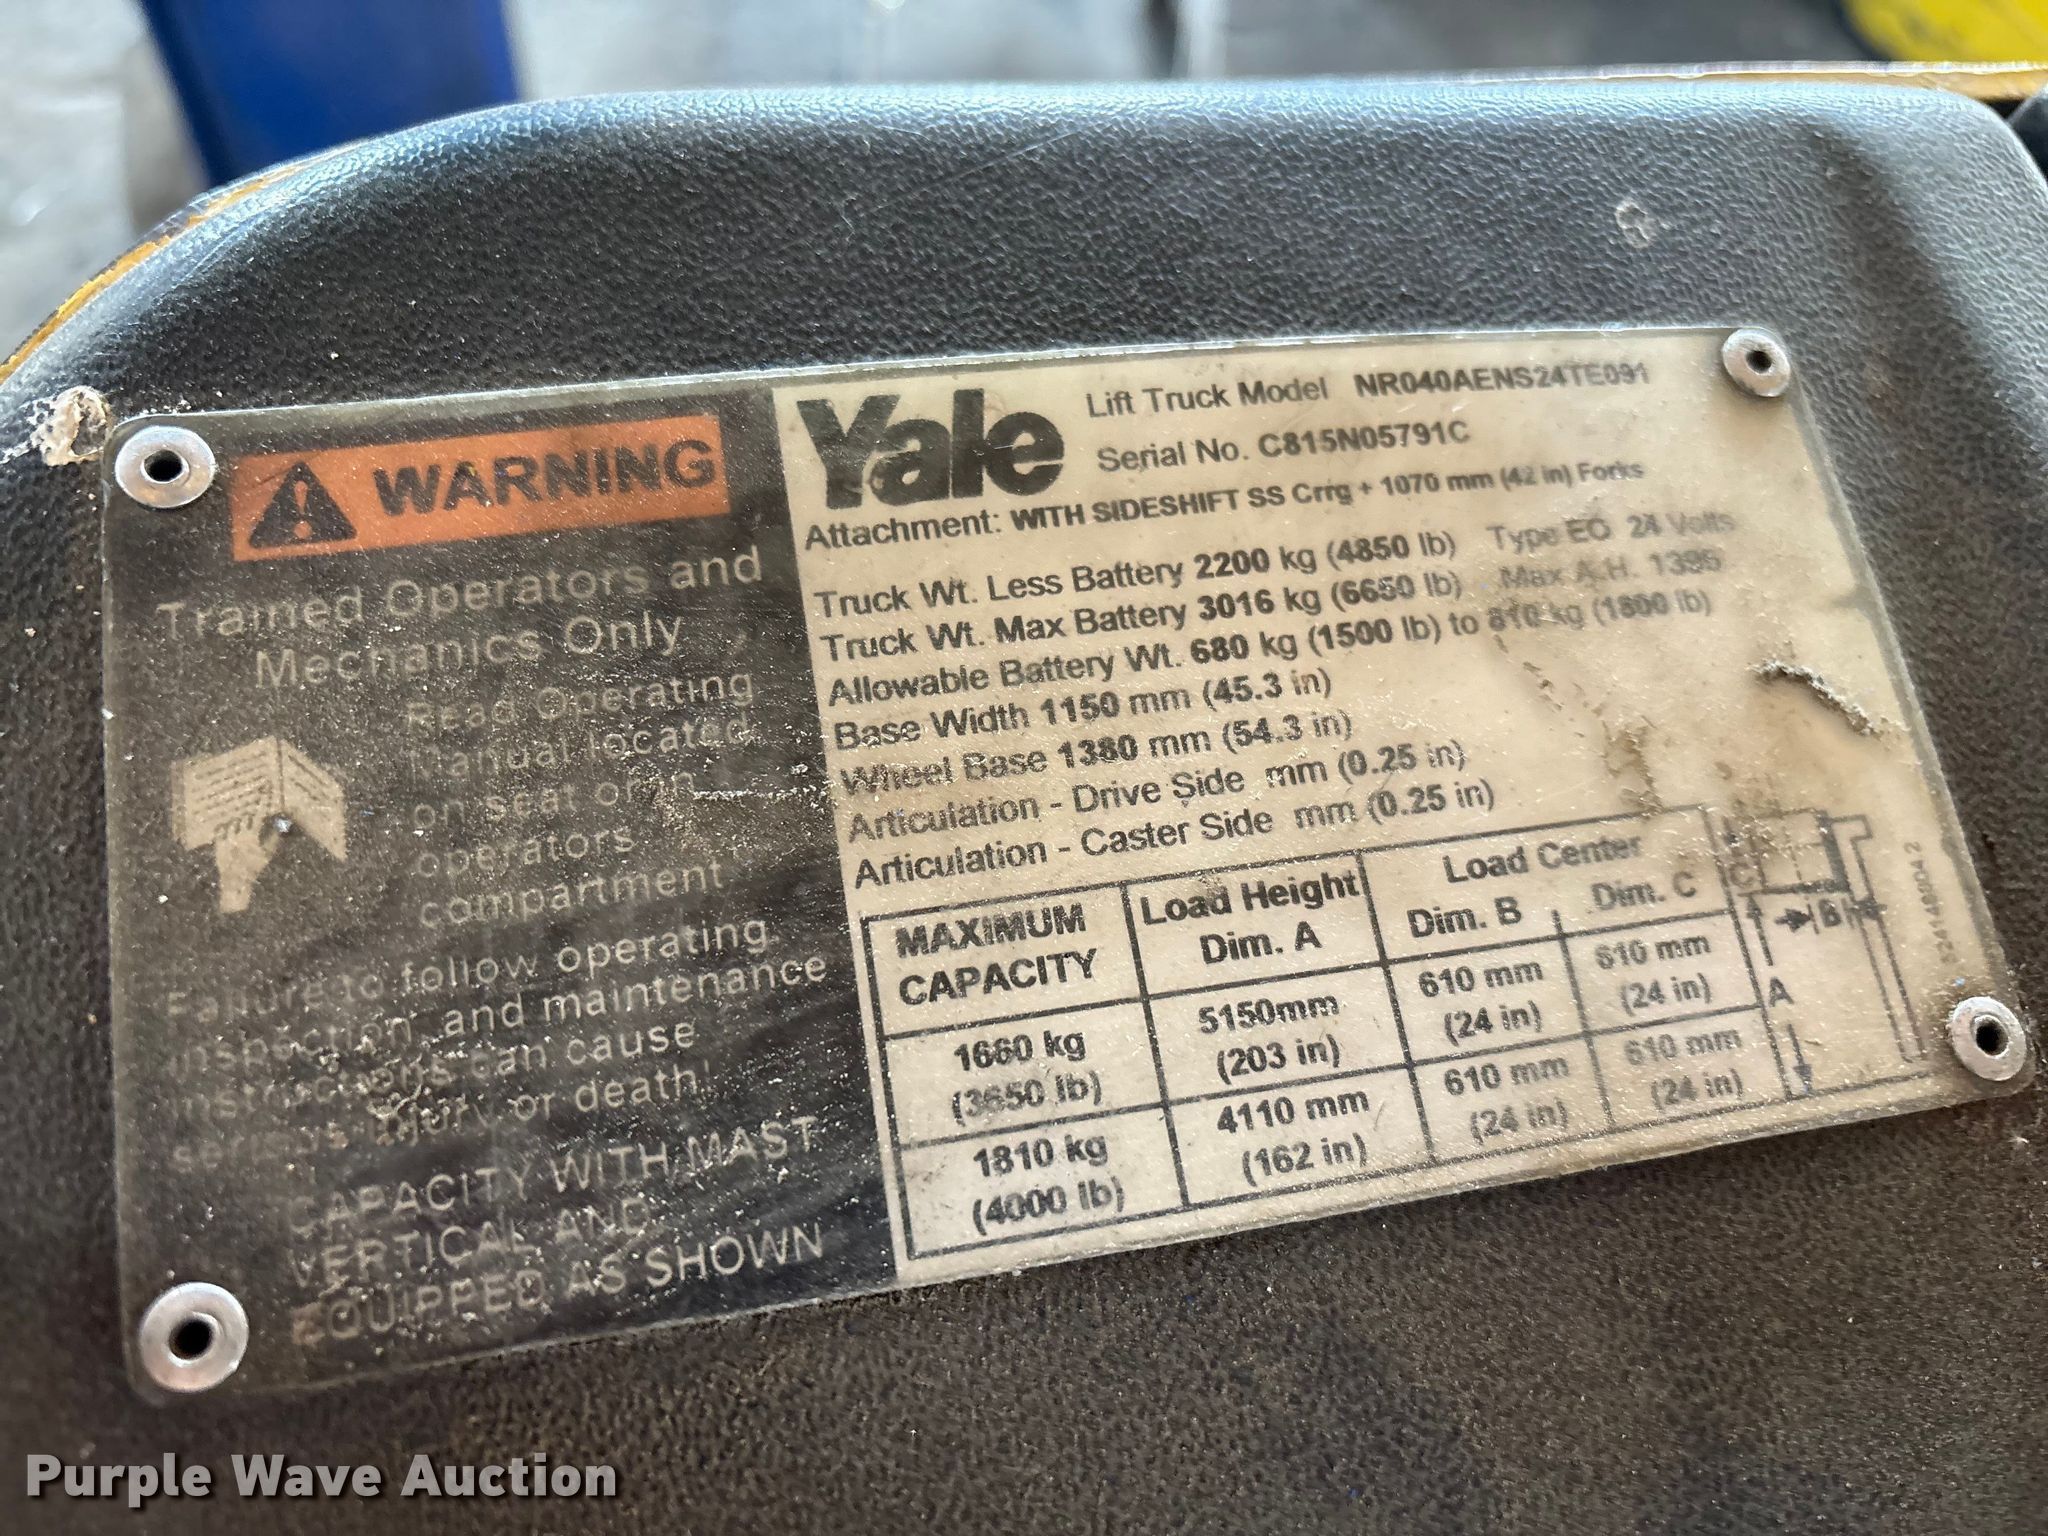 WARNING
Trained Operators and
Mechanics Only
Read Operating
Manual located
on seat or in
operators
compartment
Failure to follow operating
inspection and maintenance
instructions can cause
serious injury or death!
CAPACITY WITH MAST
VERTICAL AND
EQUIPPED AS SHOWN
Yale
Lift Truck Model NR040AENS24TE091
Serial No. C815N05791C
Attachment: WITH SIDESHIFT SS Crrg + 1070 mm (42 in) Forks
Truck Wt. Less Battery 2200 kg (4850 lb) Type EO 24 Volts
Truck Wt. Max Battery 3016 kg (6650 lb) Max A.H. 1395
Allowable Battery Wt. 680 kg (1500 lb) to 810 kg (1800 lb)
Base Width 1150 mm (45.3 in)
Wheel Base 1380 mm (54.3 in)
Articulation - Drive Side mm (0.25 in)
Articulation - Caster Side mm (0.25 in)
MAXIMUM
CAPACITY
Load Height
Dim. A
Load Center
Dim. B Dim. C
1660 kg
(3650 lb)
5150mm
(203 in)
610 mm
(24 in)
610 mm
(24 in)
1810 kg
(4000 lb)
4110 mm
(162 in)
610 mm
(24 in)
610 mm
(24 in)
C
B
A
Purple Wave Auction